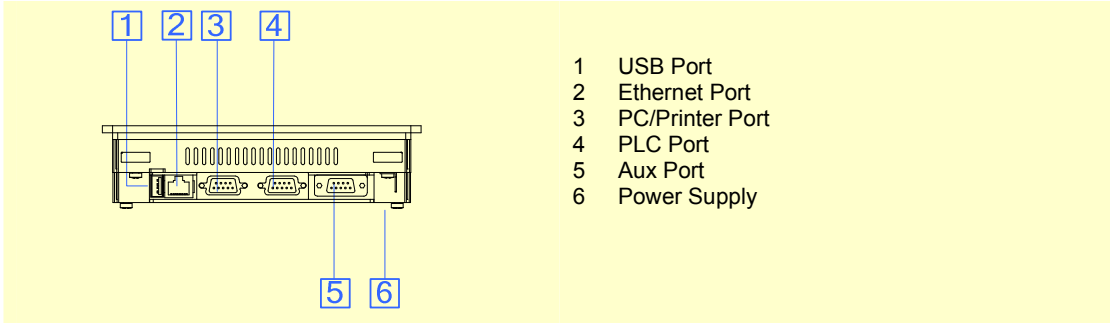 1 2 3 4
1 USB Port
2 Ethernet Port
3 PC/Printer Port
4 PLC Port
5 Aux Port
6 Power Supply
5 6